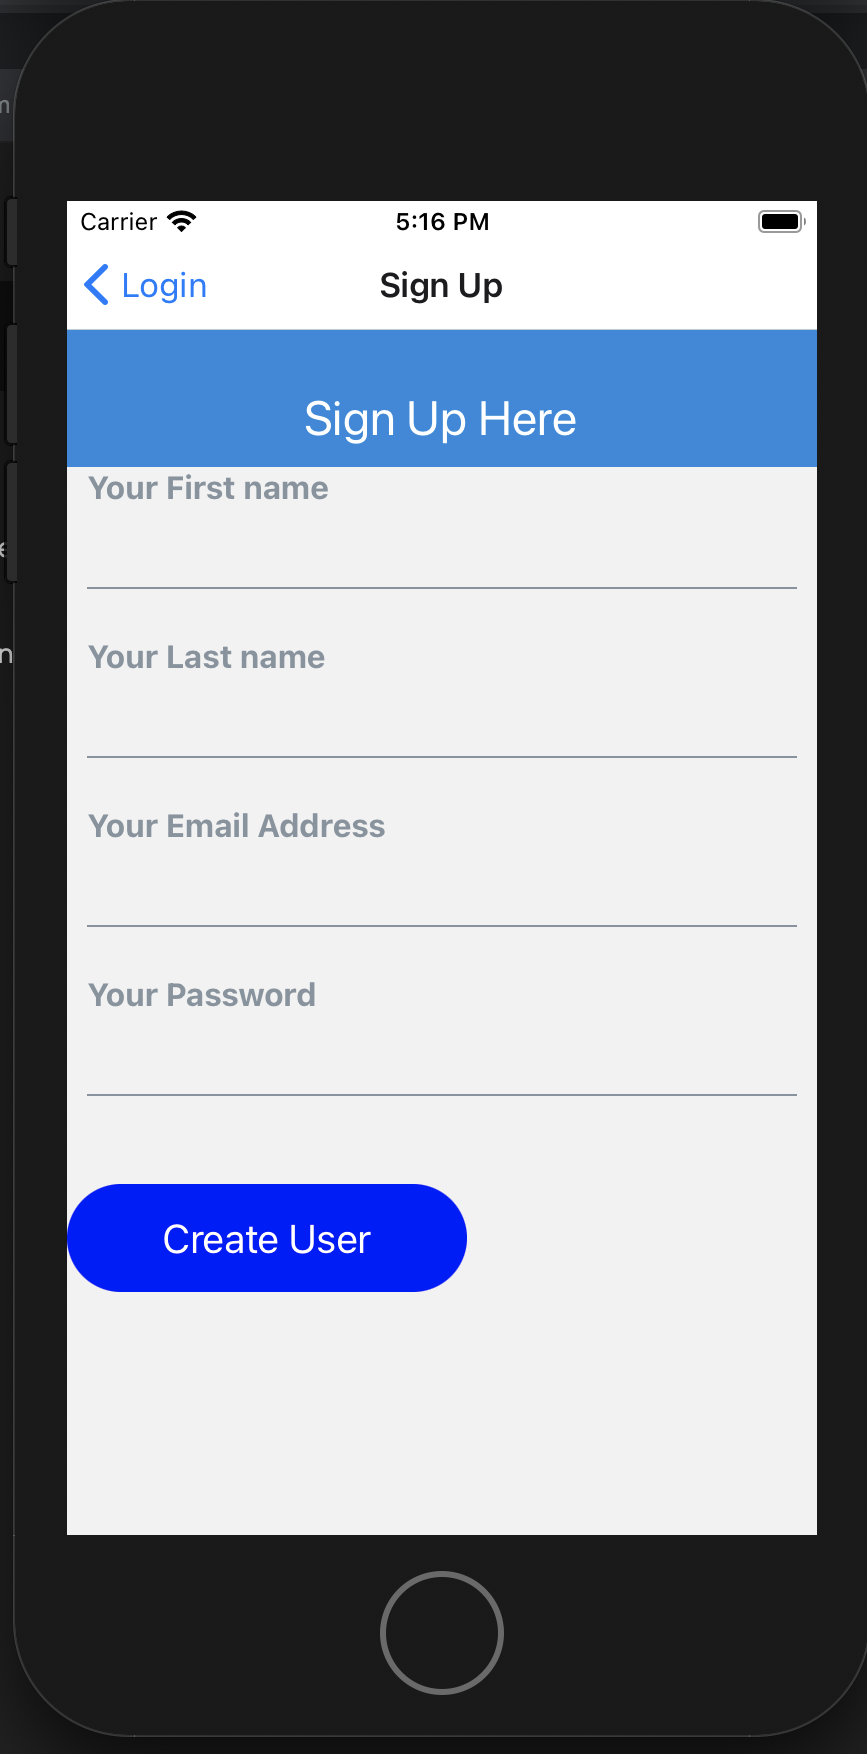 Carrier 5:16 PM
Login Sign Up
Sign Up Here
Your First name
Your Last name
Your Email Address
Your Password
Create User